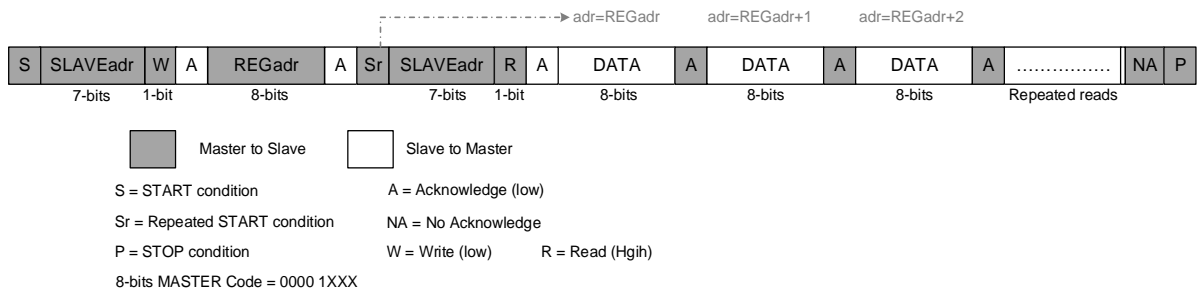 adr=REGadr adr=REGadr+1 adr=REGadr+2
S SLAVEadr W A REGadr A Sr SLAVEadr R A DATA A DATA A DATA A ................ NA P
7-bits 1-bit 8-bits 7-bits 1-bit 8-bits 8-bits 8-bits Repeated reads
Master to Slave Slave to Master
S = START condition A = Acknowledge (low)
Sr = Repeated START condition NA = No Acknowledge
P = STOP condition W = Write (low) R = Read (Hgih)
8-bits MASTER Code = 0000 1XXX